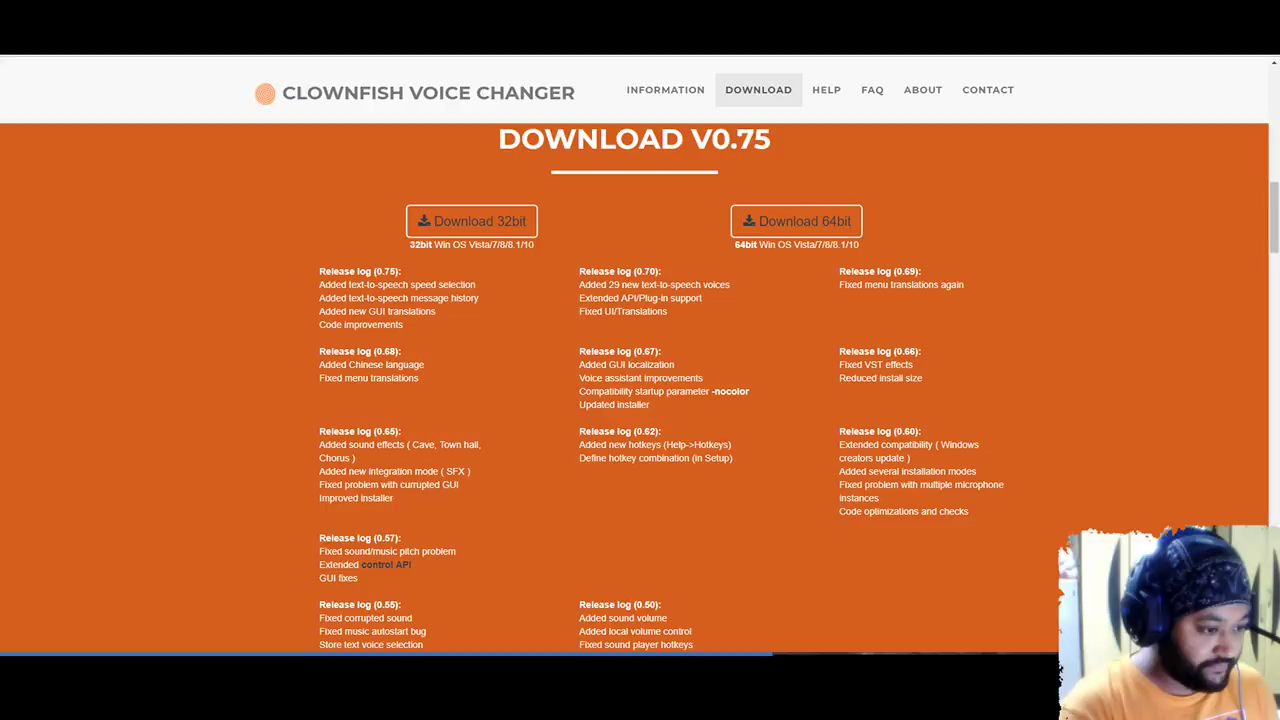 CLOWNFISH VOICE CHANGER
INFORMATION
DOWNLOAD
HELP
FAQ
ABOUT
CONTACT
DOWNLOAD V0.75
Download 32bit
32bit Win OS Vista/7/8/8.1/10
Download 64bit
64bit Win OS Vista/7/8/8.1/10
Release log (0.75):
Added text-to-speech speed selection
Added text-to-speech message history
Added new GUI translations
Code improvements
Release log (0.70):
Added 29 new text-to-speech voices
Extended API/Plug-in support
Fixed UI/Translations
Release log (0.69):
Fixed menu translations again
Release log (0.68):
Added Chinese language
Fixed menu translations
Release log (0.67):
Added GUI localization
Voice assistant improvements
Compatibility startup parameter -nocolor
Updated installer
Release log (0.66):
Fixed VST effects
Reduced install size
Release log (0.65):
Added sound effects ( Cave, Town hall,
Chorus )
Added new integration mode ( SFX )
Fixed problem with currupted GUI
Improved installer
Release log (0.62):
Added new hotkeys (Help->Hotkeys)
Define hotkey combination (in Setup)
Release log (0.60):
Extended compatibility ( Windows
creators update )
Added several installation modes
Fixed problem with multiple microphone
instances
Code optimizations and checks
Release log (0.57):
Fixed sound/music pitch problem
Extended control API
GUI fixes
Release log (0.55):
Fixed corrupted sound
Fixed music autostart bug
Store text voice selection
Release log (0.50):
Added sound volume
Added local volume control
Fixed sound player hotkeys